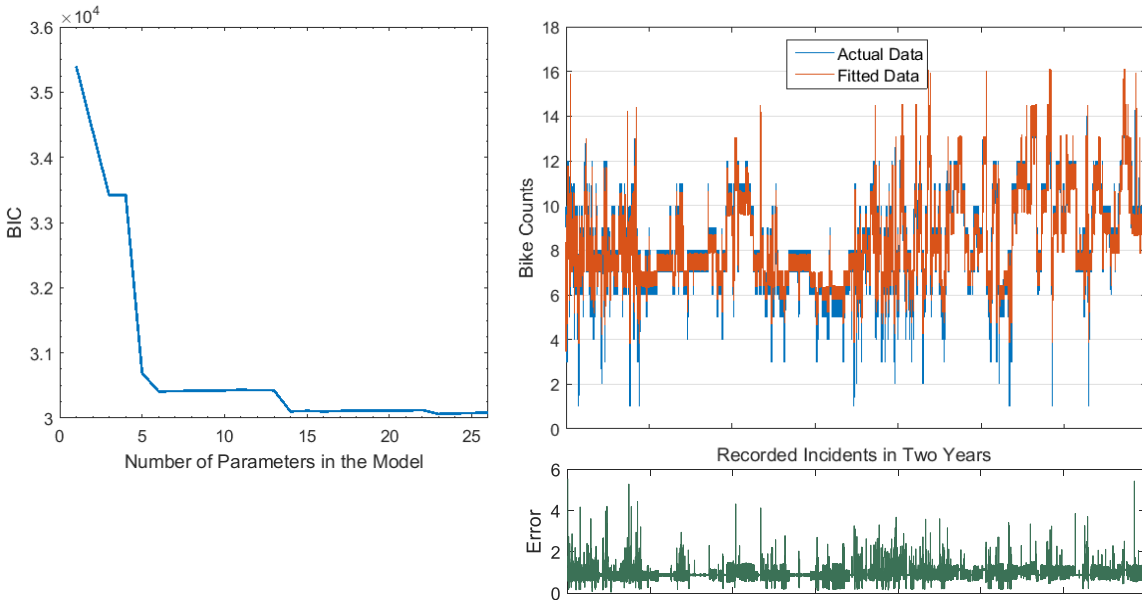 ×10⁴
3.6
3.5
3.4
3.3
3.2
3.1
3
BIC
0 5 10 15 20 25
Number of Parameters in the Model
18
16
14
12
10
8
6
4
2
0
Bike Counts
Actual Data
Fitted Data
Recorded Incidents in Two Years
6
4
2
0
Error